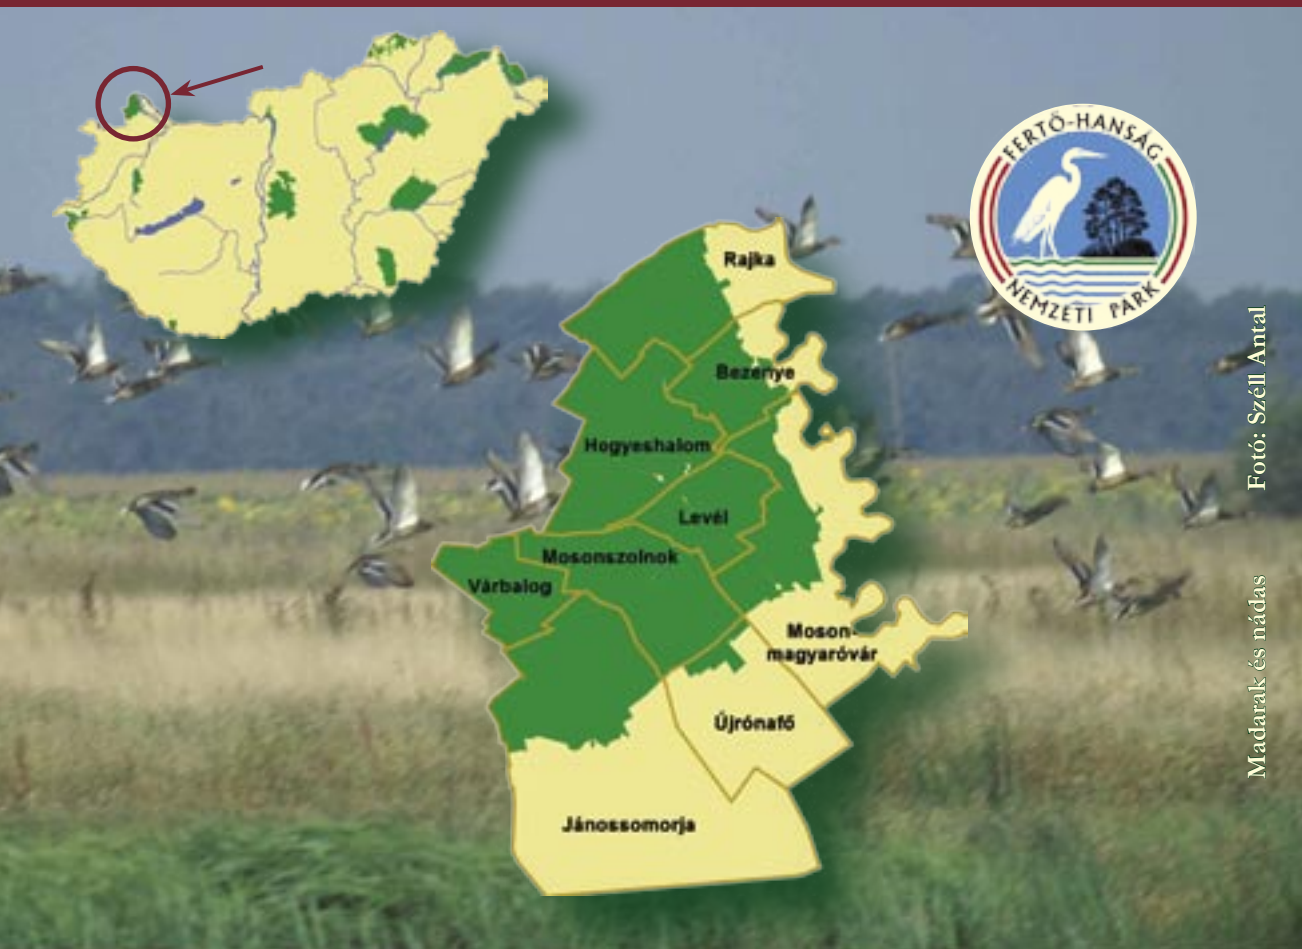 FERTŐ-HANSÁG
NEMZETI PARK
Rajka
Bezenye
Hogyeshalom
Levél
Mosonszolnok
Várbalog
Moson-
magyaróvár
Újrónafő
Jánossomorja
Madarak és nádas Fotó: Széll Antal